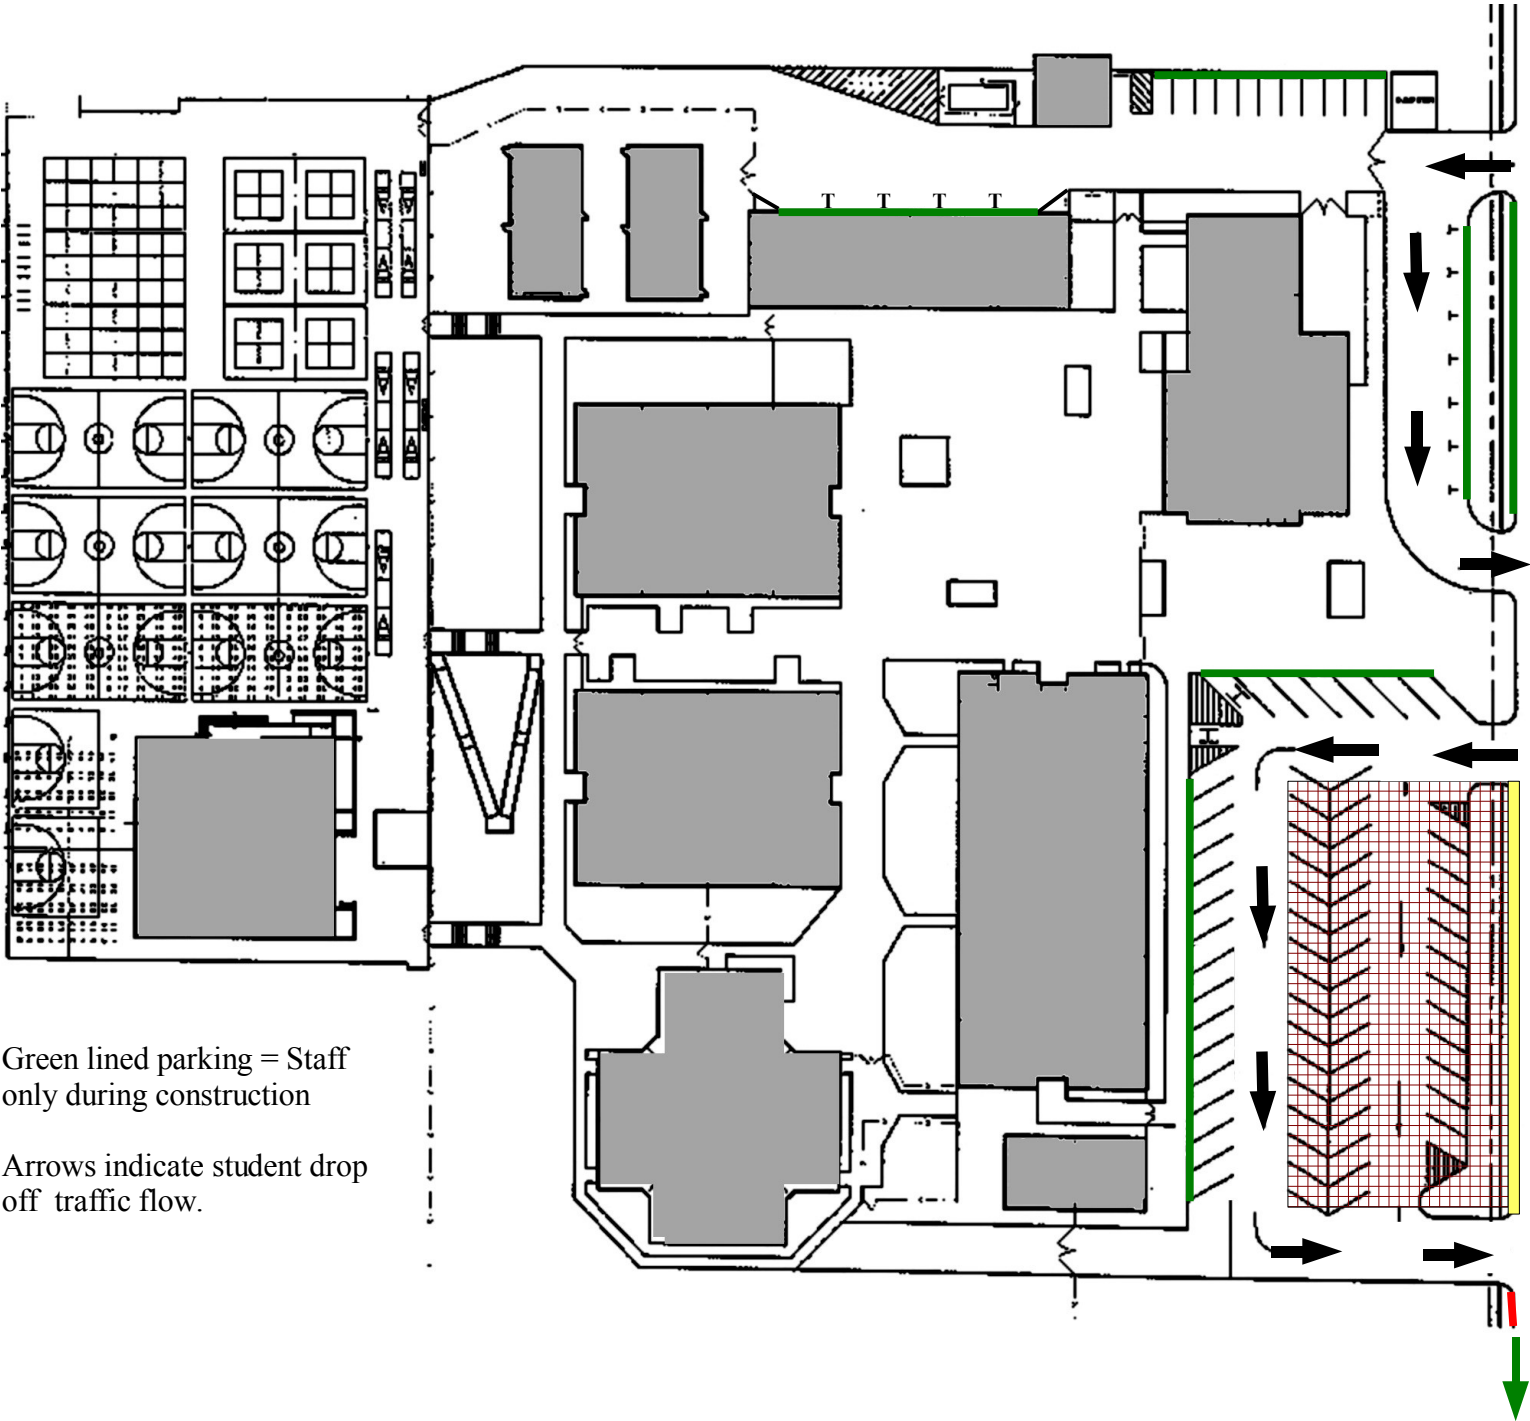 T T T T
T
T
T
T
T
T
T
H
H
Green lined parking = Staff
only during construction
Arrows indicate student drop
off traffic flow.